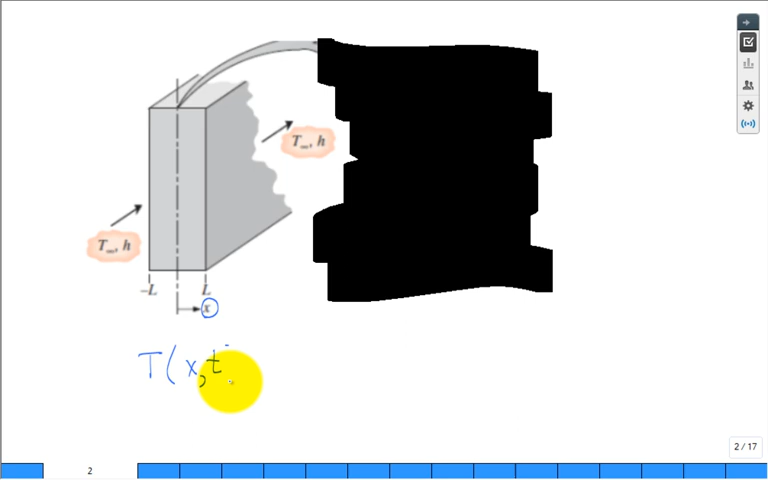 T∞, h
T∞, h
-L L
x
T(x,t
2 / 17
2